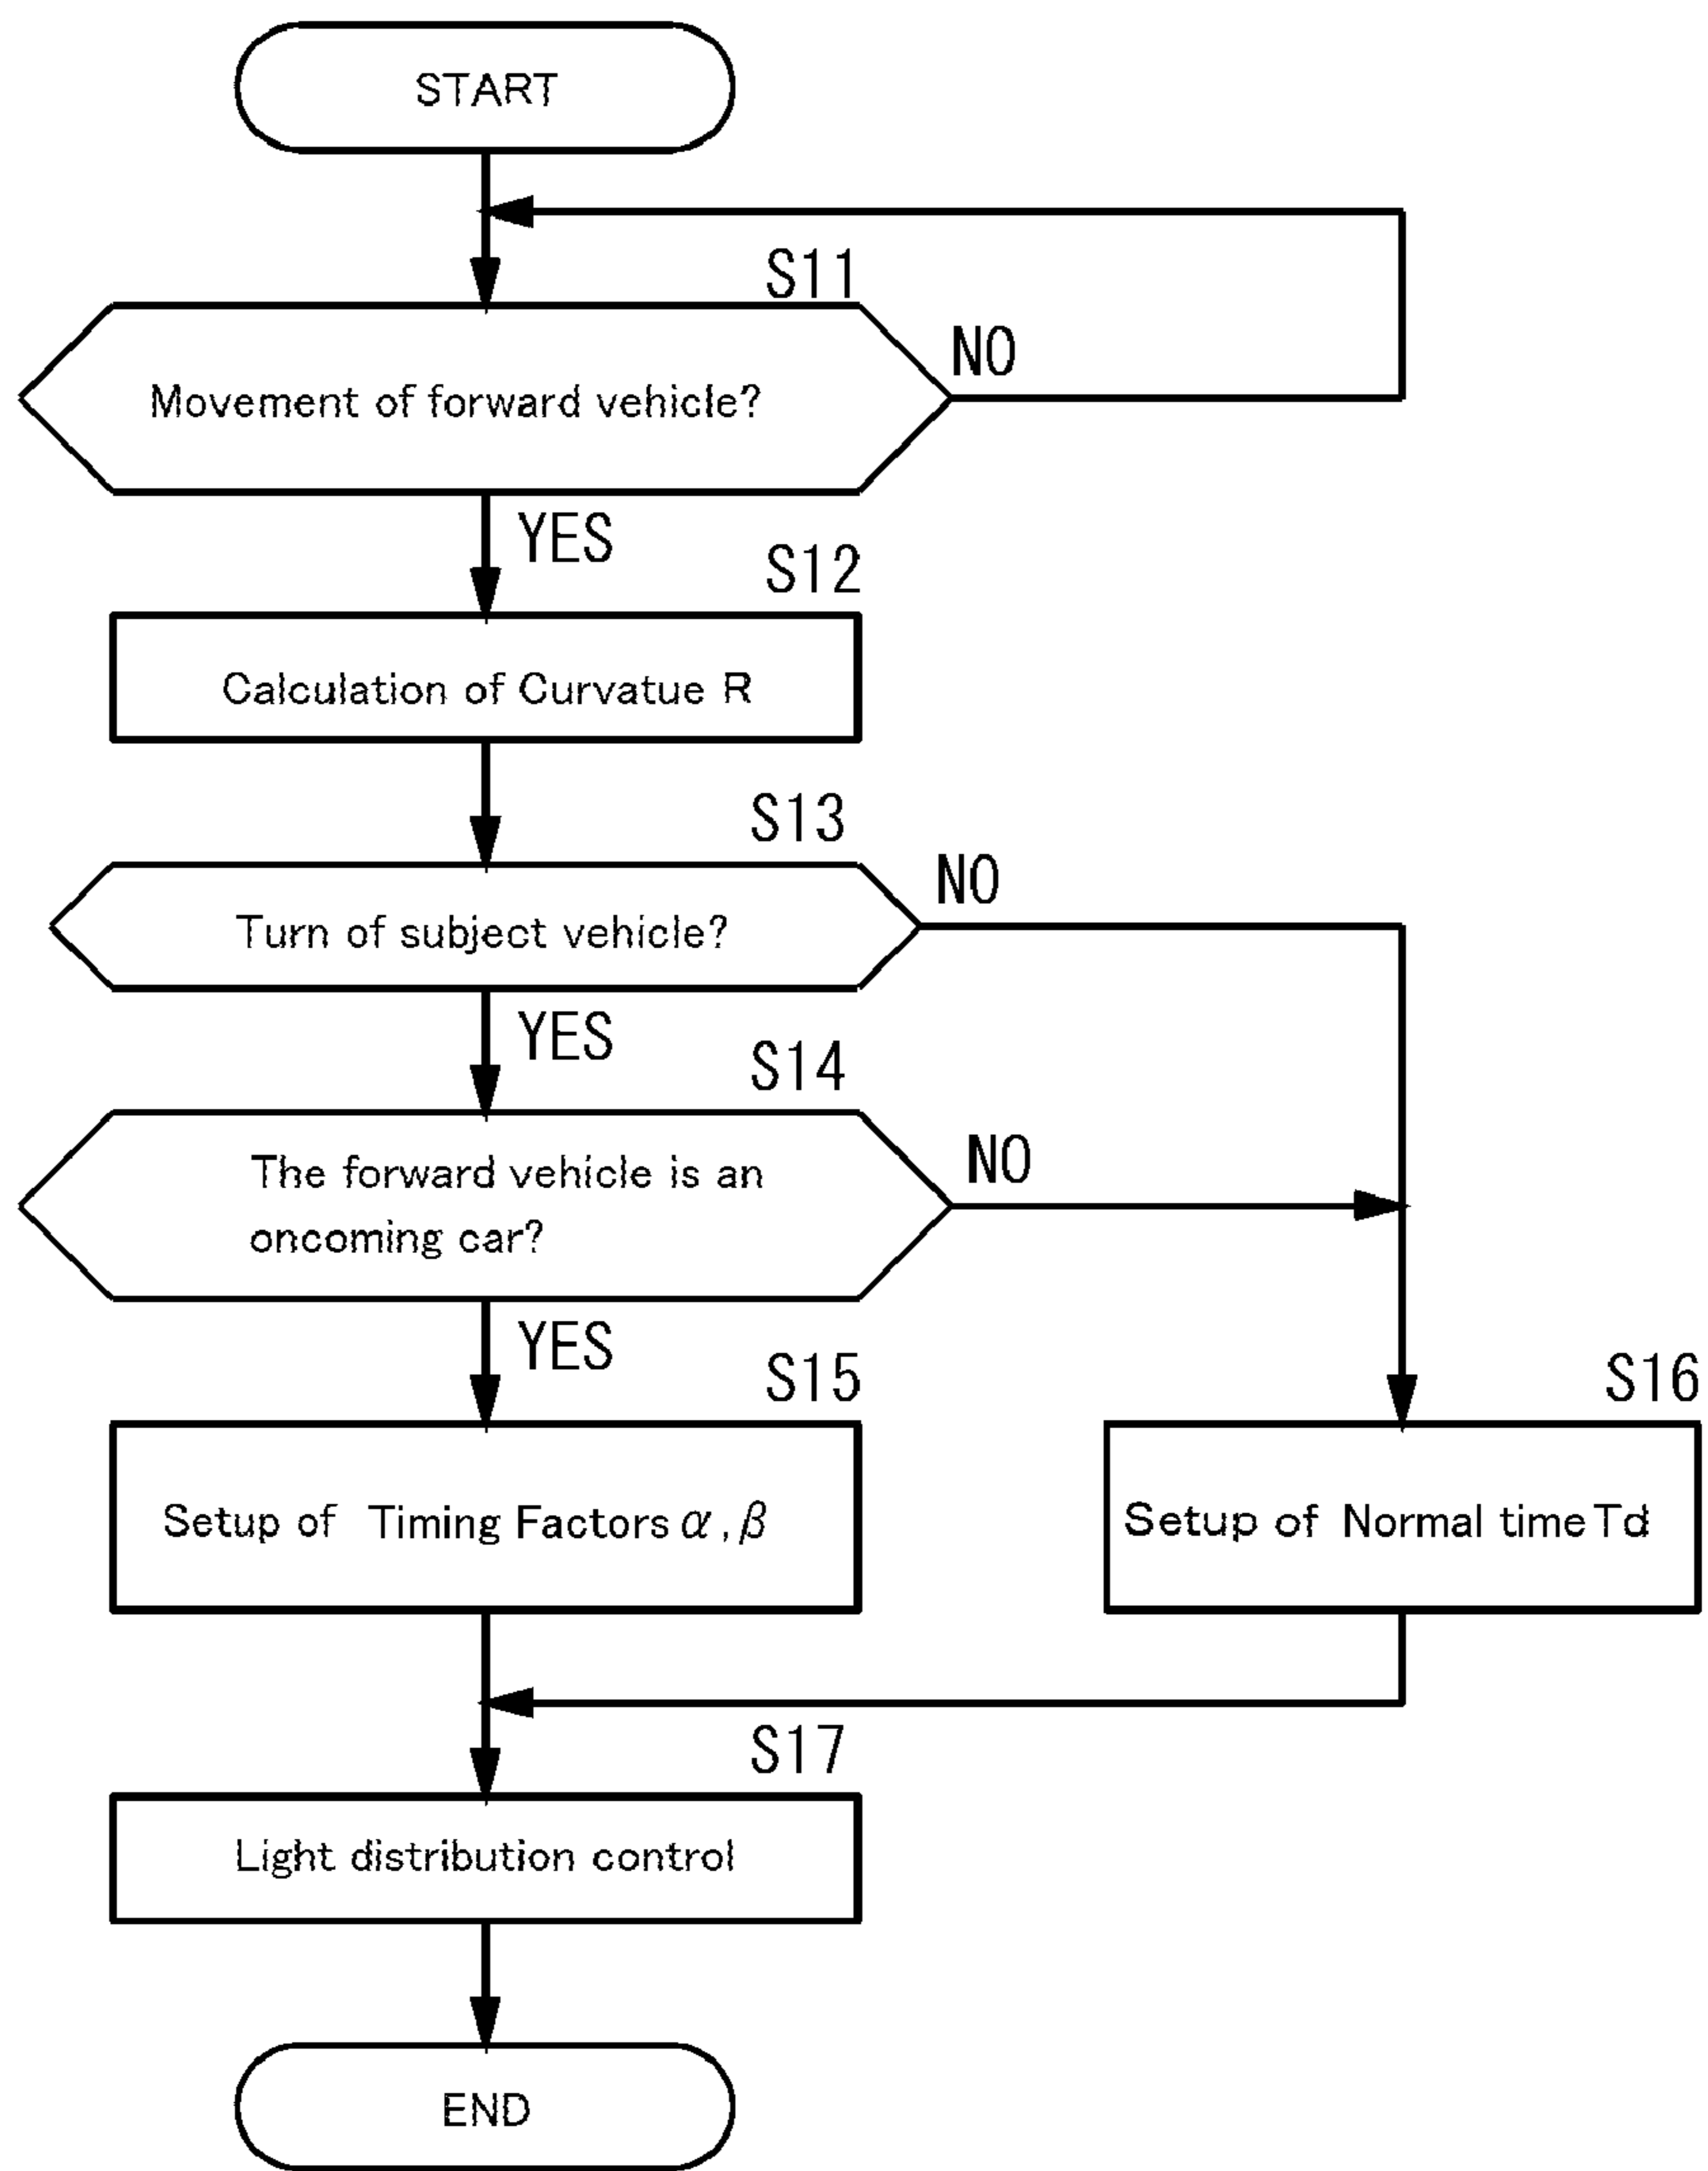 START
S11
Movement of forward vehicle?
NO
YES
S12
Calculation of Curvatue R
S13
Turn of subject vehicle?
NO
YES
S14
The forward vehicle is an
oncoming car?
NO
YES
S15
Setup of Timing Factors α, β
S16
Setup of Normal time Td
S17
Light distribution control
END